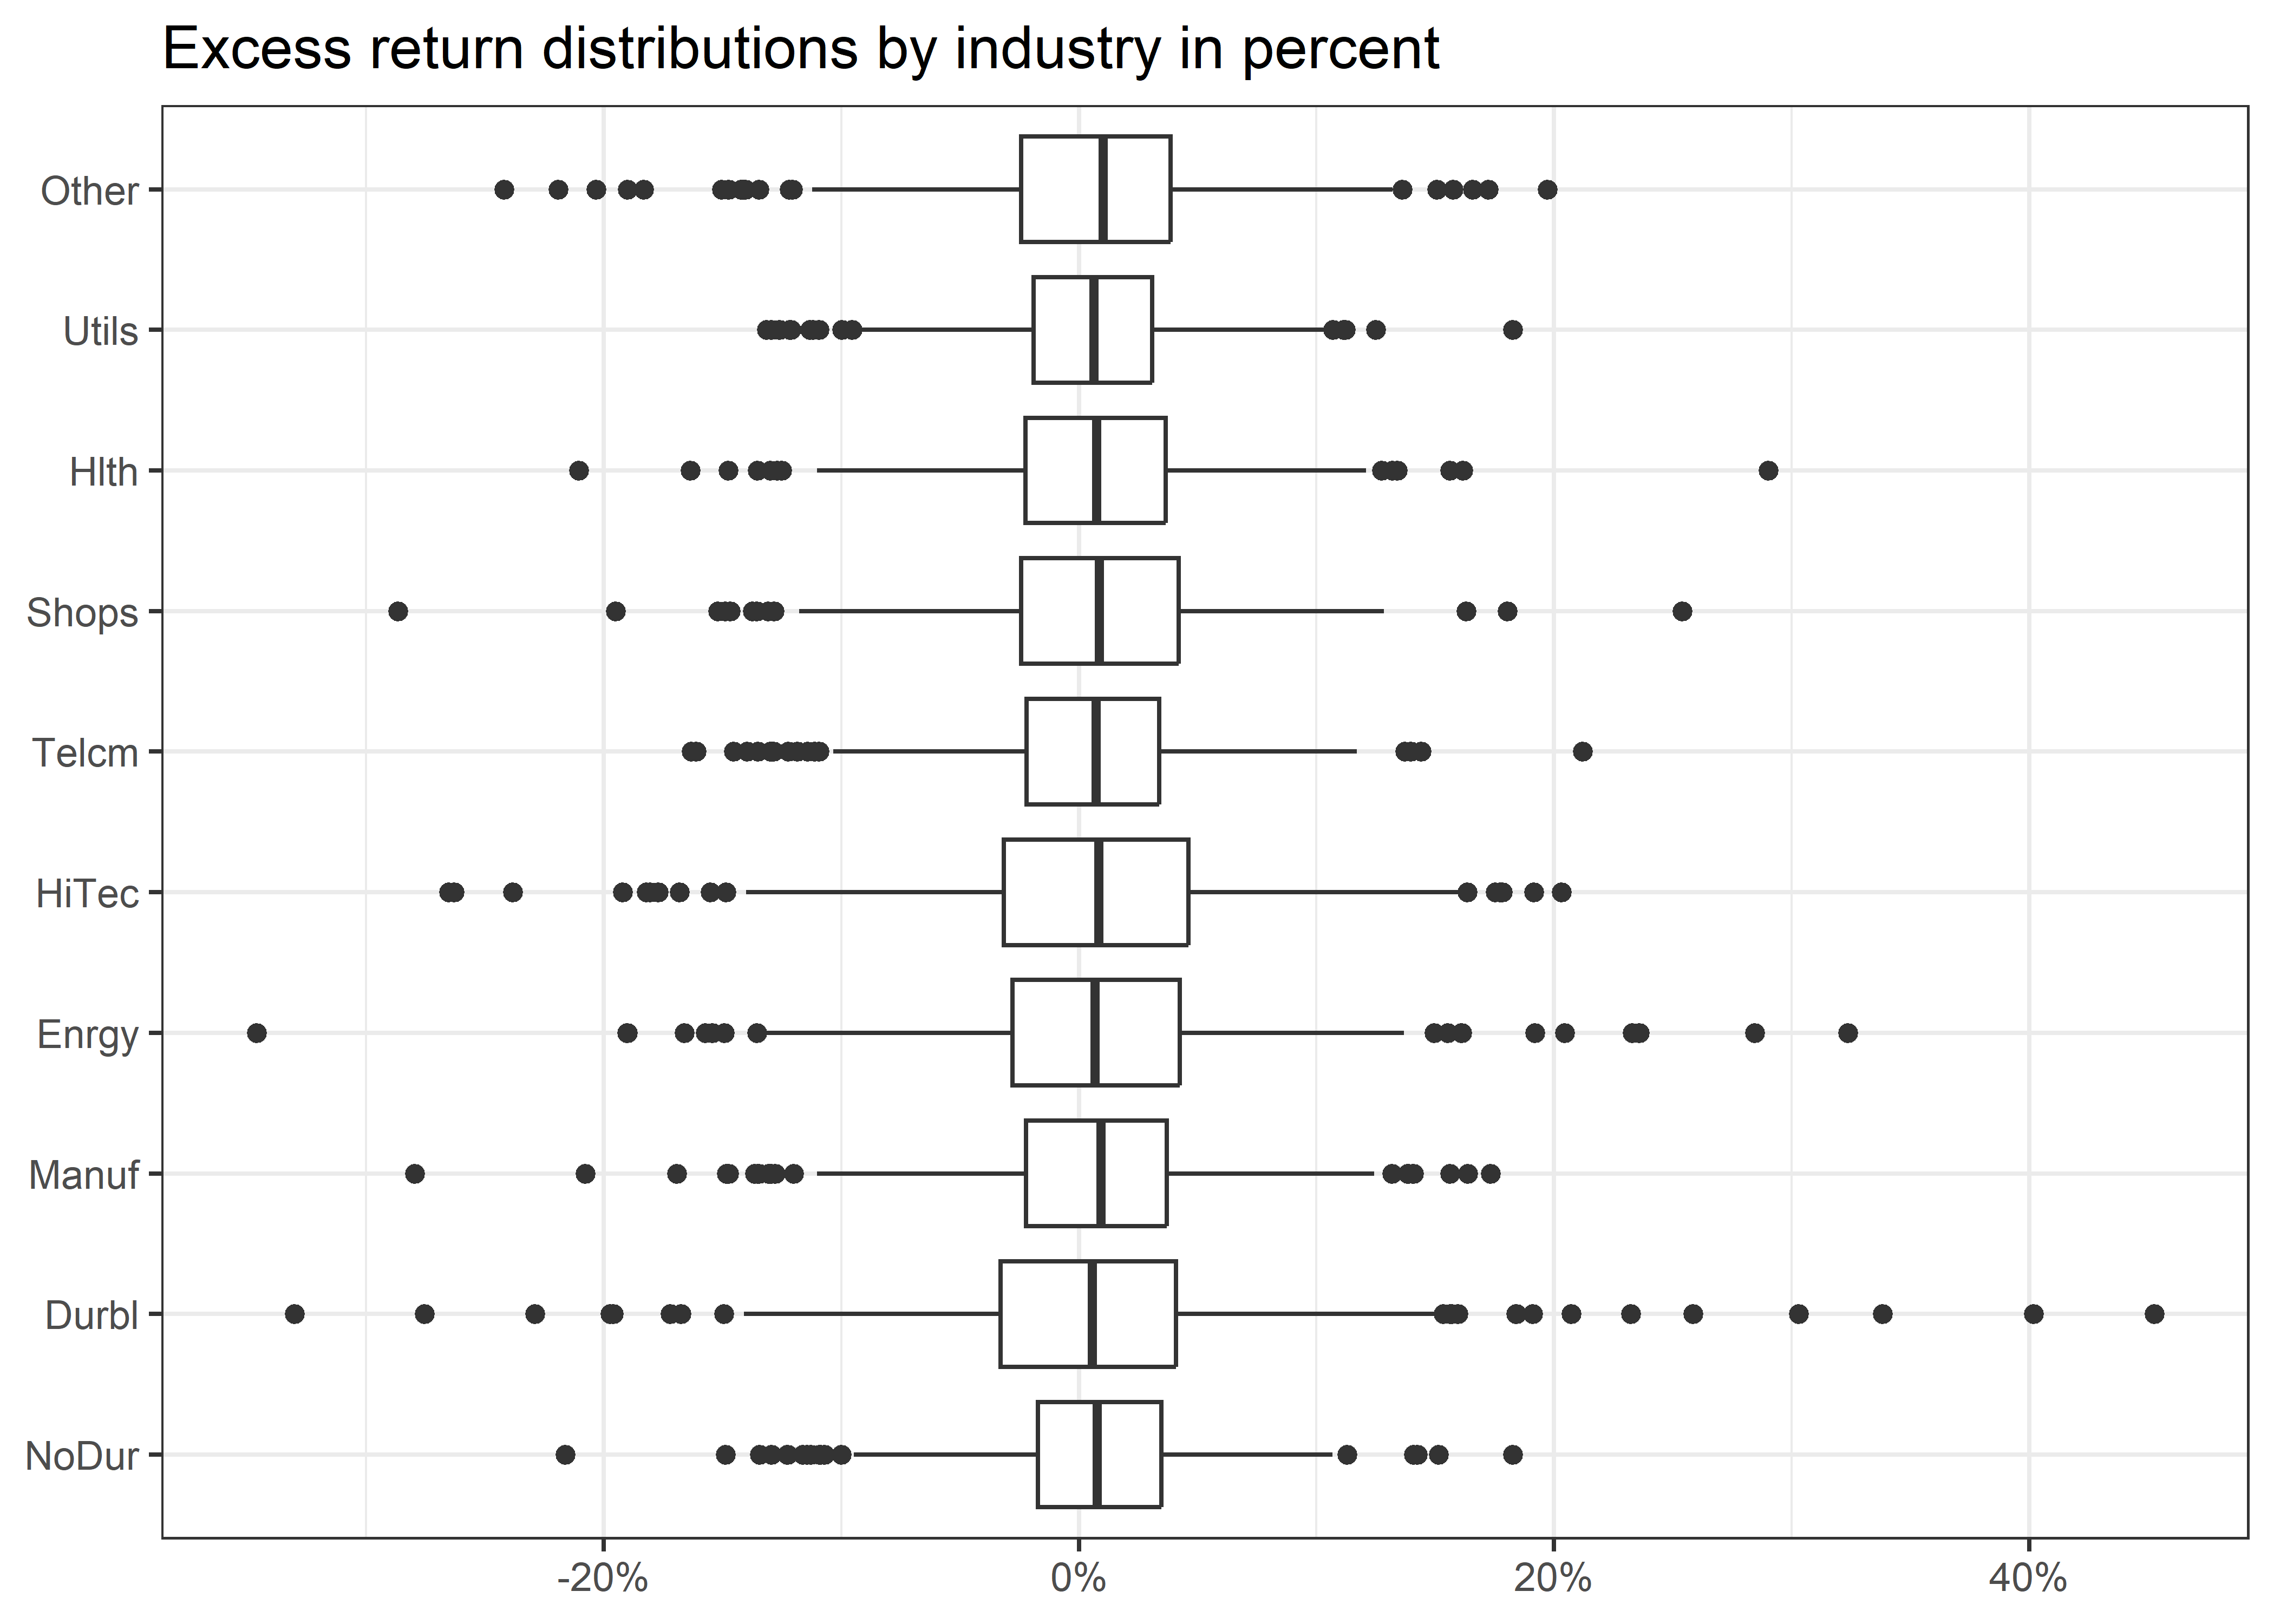 Excess return distributions by industry in percent
Other
Utils
Hlth
Shops
Telcm
HiTec
Enrgy
Manuf
Durbl
NoDur
-20% 0% 20% 40%